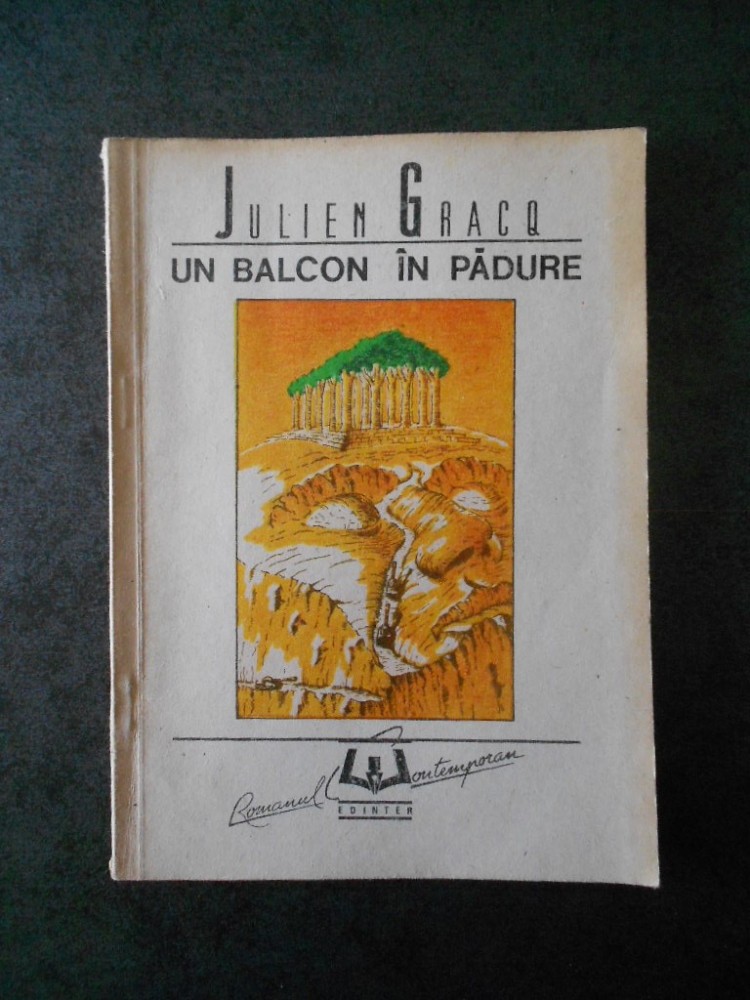 JULIEN GRACQ
UN BALCON ÎN PĂDURE
Romanul Contemporan
EDINTER